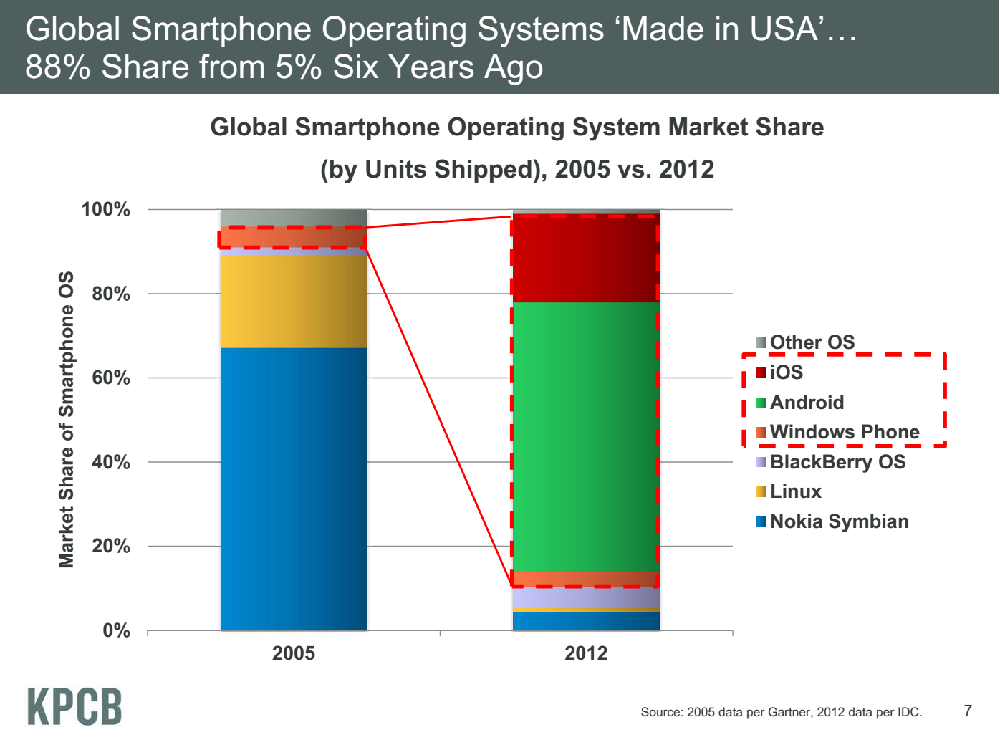 Global Smartphone Operating Systems ‘Made in USA’…
88% Share from 5% Six Years Ago
Global Smartphone Operating System Market Share
(by Units Shipped), 2005 vs. 2012
Market Share of Smartphone OS
100%
80%
60%
40%
20%
0%
2005
2012
Other OS
iOS
Android
Windows Phone
BlackBerry OS
Linux
Nokia Symbian
KPCB
Source: 2005 data per Gartner, 2012 data per IDC.
7